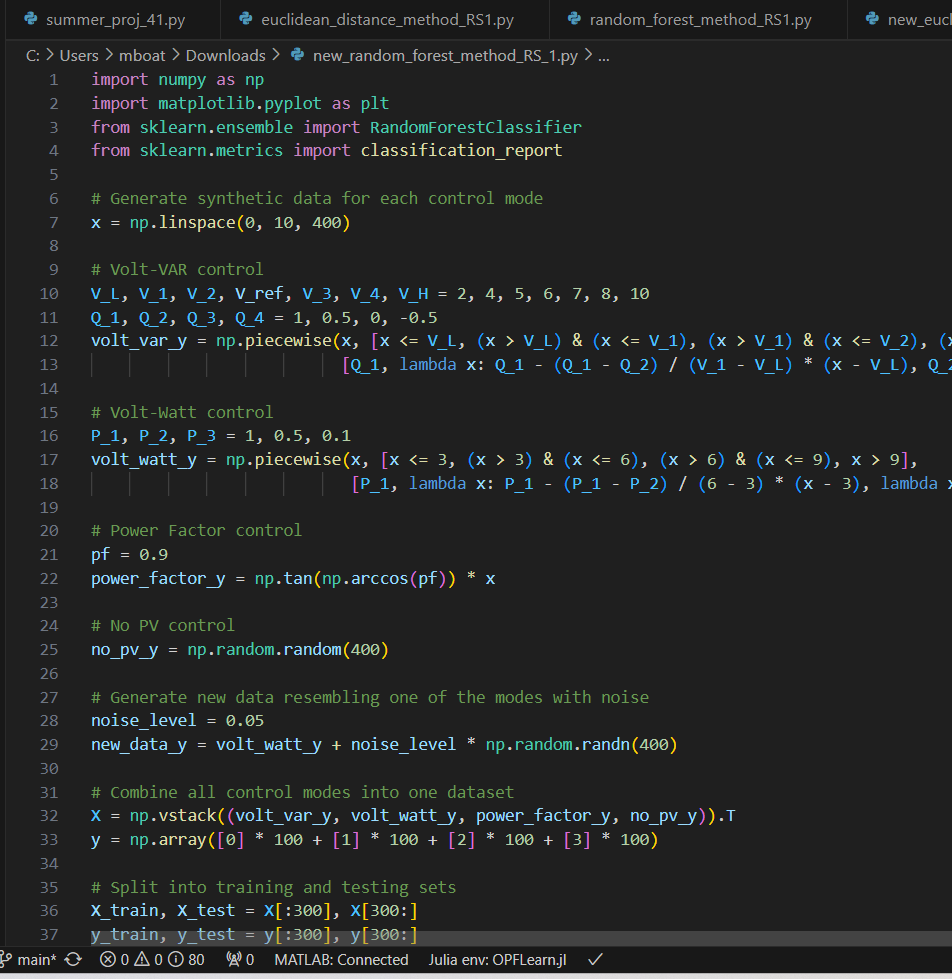 summer_proj_41.py euclidean_distance_method_RS1.py random_forest_method_RS1.py new_eucl
C: > Users > mboat > Downloads > new_random_forest_method_RS_1.py > ...
1 import numpy as np
2 import matplotlib.pyplot as plt
3 from sklearn.ensemble import RandomForestClassifier
4 from sklearn.metrics import classification_report
5
6 # Generate synthetic data for each control mode
7 x = np.linspace(0, 10, 400)
8
9 # Volt-VAR control
10 V_L, V_1, V_2, V_ref, V_3, V_4, V_H = 2, 4, 5, 6, 7, 8, 10
11 Q_1, Q_2, Q_3, Q_4 = 1, 0.5, 0, -0.5
12 volt_var_y = np.piecewise(x, [x <= V_L, (x > V_L) & (x <= V_1), (x > V_1) & (x <= V_2), (x
13 [Q_1, lambda x: Q_1 - (Q_1 - Q_2) / (V_1 - V_L) * (x - V_L), Q_2
14
15 # Volt-Watt control
16 P_1, P_2, P_3 = 1, 0.5, 0.1
17 volt_watt_y = np.piecewise(x, [x <= 3, (x > 3) & (x <= 6), (x > 6) & (x <= 9), x > 9],
18 [P_1, lambda x: P_1 - (P_1 - P_2) / (6 - 3) * (x - 3), lambda x
19
20 # Power Factor control
21 pf = 0.9
22 power_factor_y = np.tan(np.arccos(pf)) * x
23
24 # No PV control
25 no_pv_y = np.random.random(400)
26
27 # Generate new data resembling one of the modes with noise
28 noise_level = 0.05
29 new_data_y = volt_watt_y + noise_level * np.random.randn(400)
30
31 # Combine all control modes into one dataset
32 X = np.vstack((volt_var_y, volt_watt_y, power_factor_y, no_pv_y)).T
33 y = np.array([0] * 100 + [1] * 100 + [2] * 100 + [3] * 100)
34
35 # Split into training and testing sets
36 X_train, X_test = X[:300], X[300:]
37 y_train, y_test = y[:300], y[300:]
main* 0 0 80 0 MATLAB: Connected Julia env: OPFLearn.jl